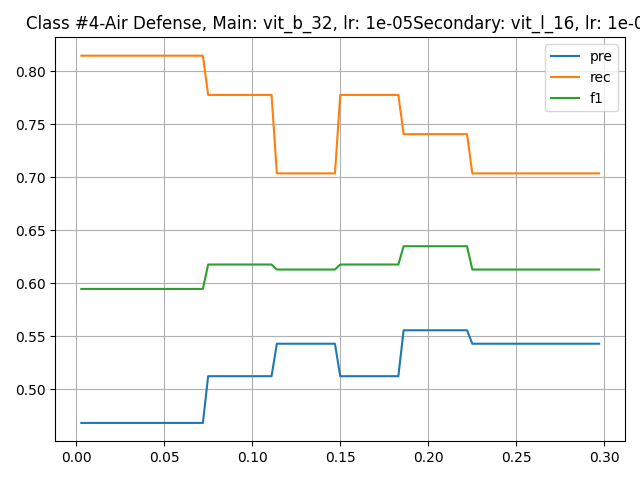 Class #4-Air Defense, Main: vit_b_32, lr: 1e-05Secondary: vit_l_16, lr: 1e-0
pre
rec
f1
0.80
0.75
0.70
0.65
0.60
0.55
0.50
0.00 0.05 0.10 0.15 0.20 0.25 0.30